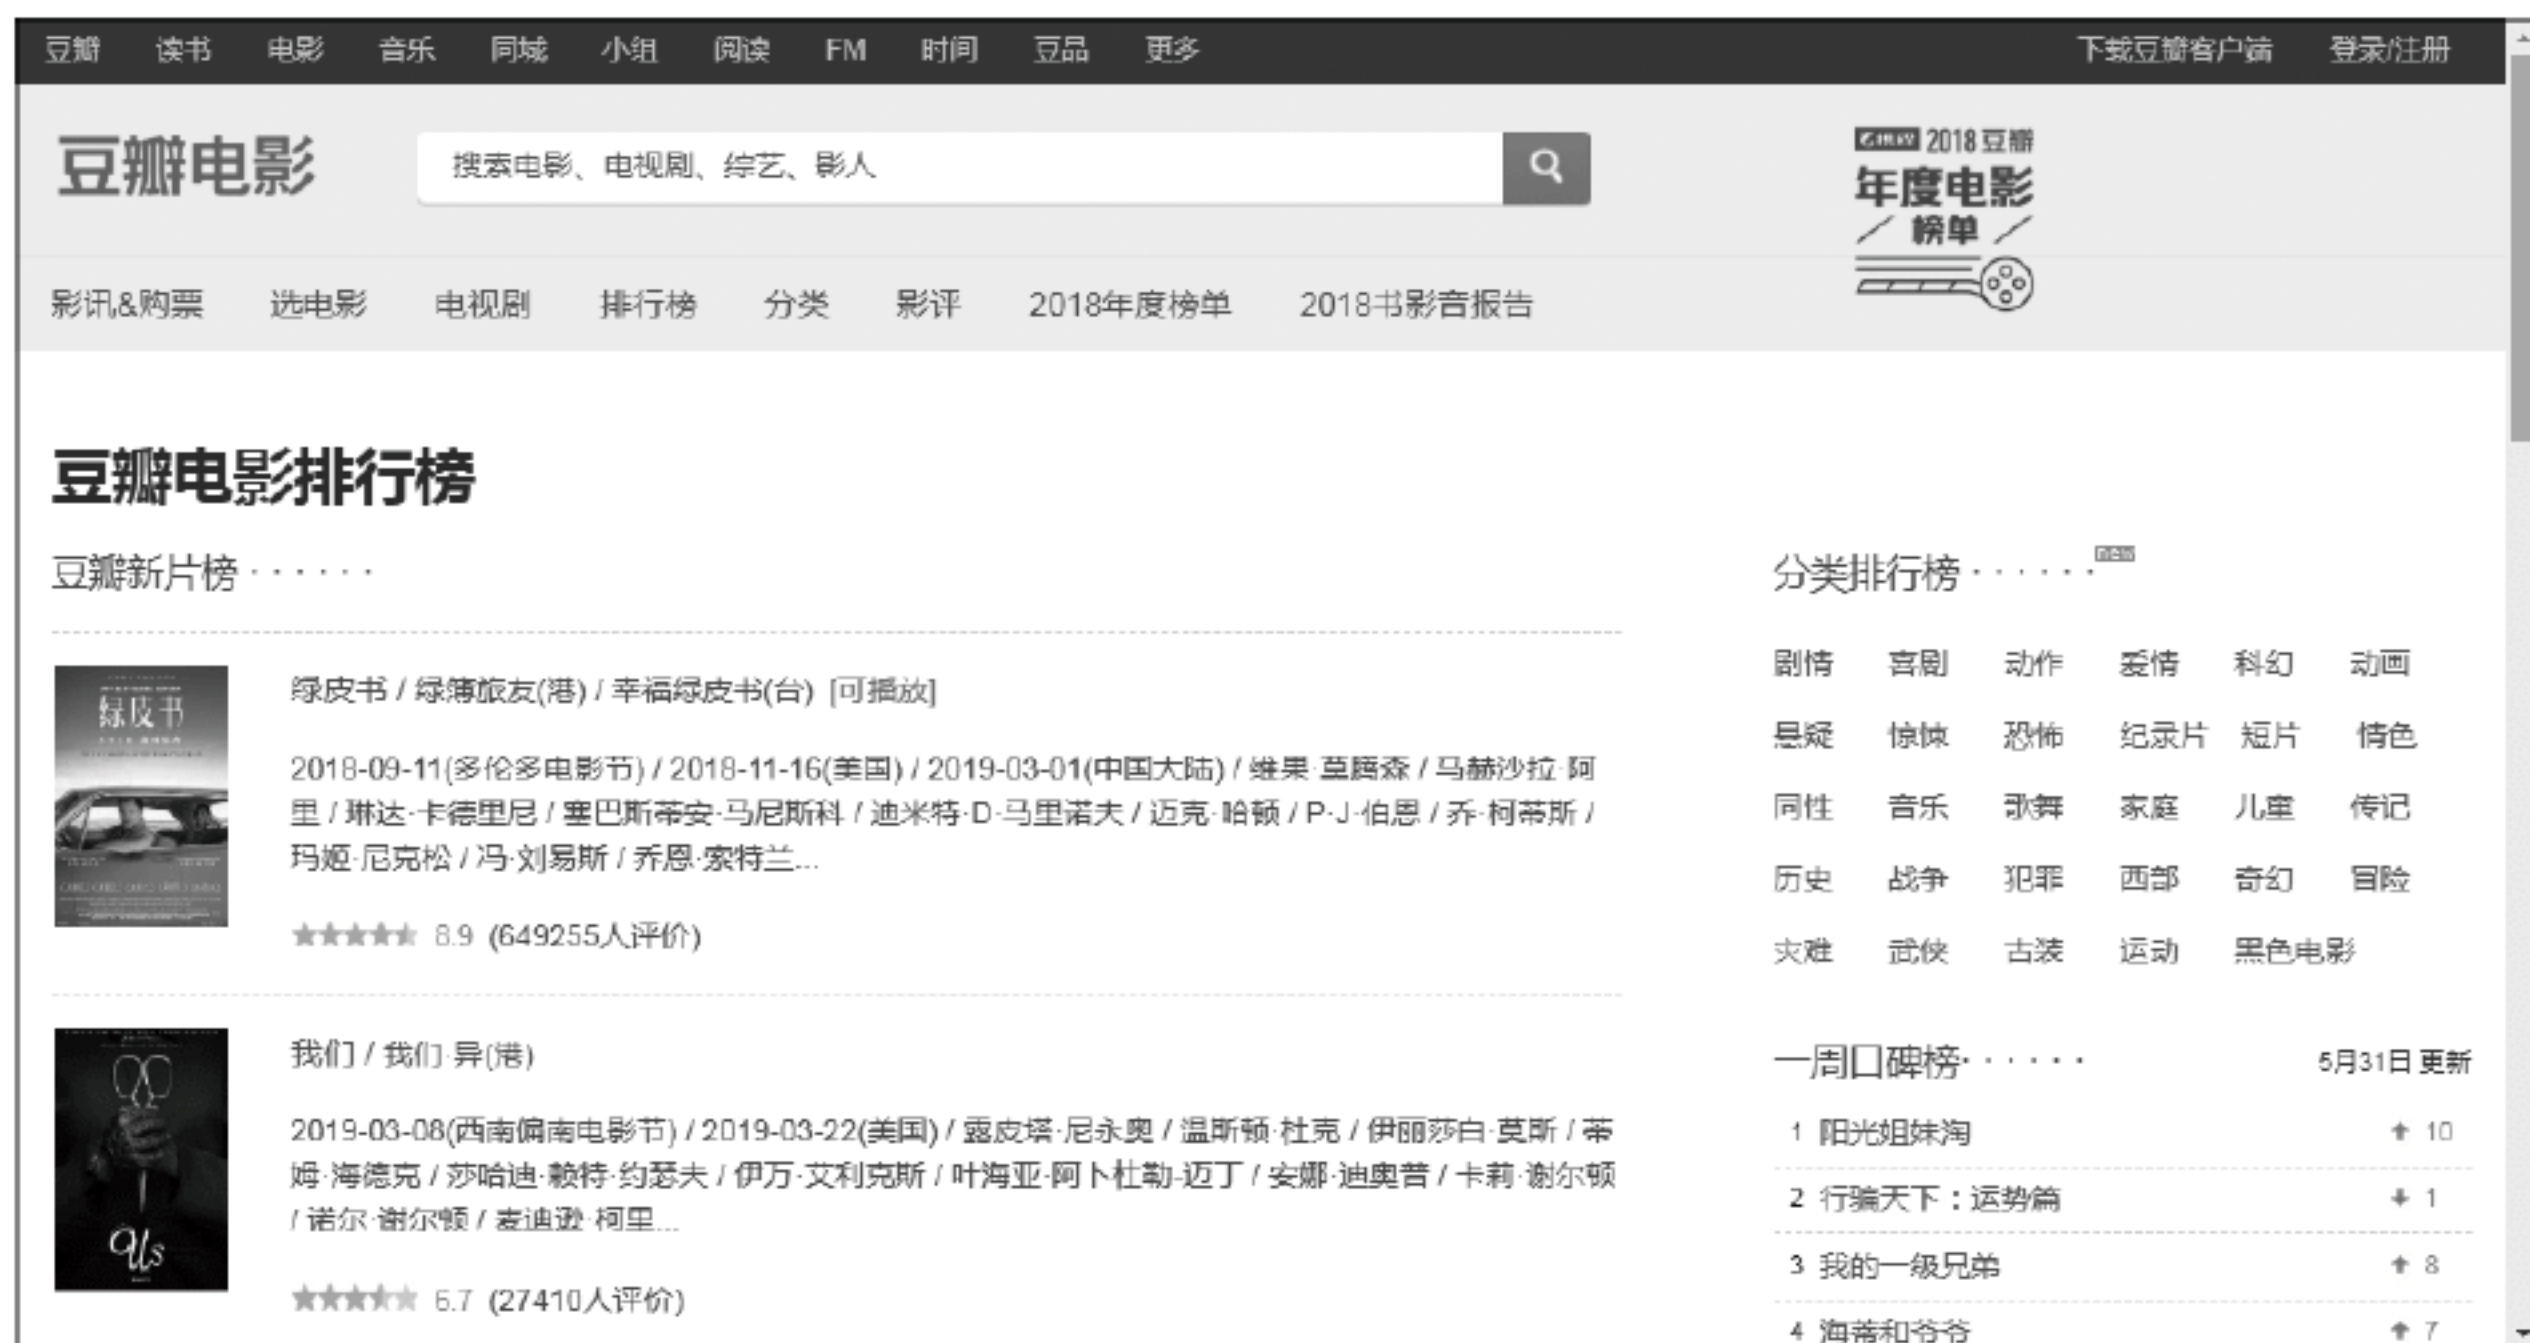 豆瓣 读书 电影 音乐 同城 小组 阅读 FM 时间 豆品 更多 下载豆瓣客户端 登录/注册
豆瓣电影
搜索电影、电视剧、综艺、影人
2018豆瓣
年度电影
榜单
影讯&购票 选电影 电视剧 排行榜 分类 影评 2018年度榜单 2018书影音报告
豆瓣电影排行榜
豆瓣新片榜 · · · · · ·
绿皮书
绿皮书 / 绿簿旅友(港) / 幸福绿皮书(台) [可播放]
2018-09-11(多伦多电影节) / 2018-11-16(美国) / 2019-03-01(中国大陆) / 维果·莫腾森 / 马赫沙拉·阿
里 / 琳达·卡德里尼 / 塞巴斯蒂安·马尼斯科 / 迪米特·D·马里诺夫 / 迈克·哈顿 / P·J·伯恩 / 乔·柯蒂斯 /
玛姬·尼克松 / 冯·刘易斯 / 乔恩·索特兰...
8.9 (649255人评价)
Us
我们 / 我们·异(港)
2019-03-08(西南偏南电影节) / 2019-03-22(美国) / 露皮塔·尼永奥 / 温斯顿·杜克 / 伊丽莎白·莫斯 / 蒂
姆·海德克 / 莎哈迪·赖特·约瑟夫 / 伊万·艾利克斯 / 叶海亚·阿卜杜勒-迈丁 / 安娜·迪奥普 / 卡莉·谢尔顿
/ 诺尔·谢尔顿 / 麦迪逊·柯里...
6.7 (27410人评价)
分类排行榜 · · · · · · new
剧情 喜剧 动作 爱情 科幻 动画
悬疑 惊悚 恐怖 纪录片 短片 情色
同性 音乐 歌舞 家庭 儿童 传记
历史 战争 犯罪 西部 奇幻 冒险
灾难 武侠 古装 运动 黑色电影
一周口碑榜 · · · · · · 5月31日 更新
1 阳光姐妹淘 10
2 行骗天下：运势篇 1
3 我的一级兄弟 8
4 海蒂和爷爷 7